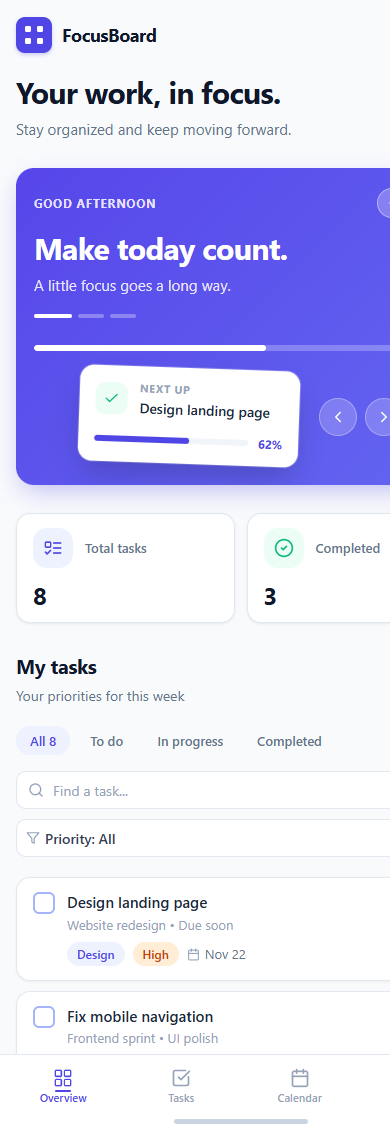 FocusBoard
Your work, in focus.
Stay organized and keep moving forward.
GOOD AFTERNOON
Make today count.
A little focus goes a long way.
NEXT UP
Design landing page
62%
Total tasks
Completed
8
3
My tasks
Your priorities for this week
All 8
To do
In progress
Completed
Find a task...
Priority: All
Design landing page
Website redesign • Due soon
Design
High
Nov 22
Fix mobile navigation
Frontend sprint • UI polish
Overview
Tasks
Calendar